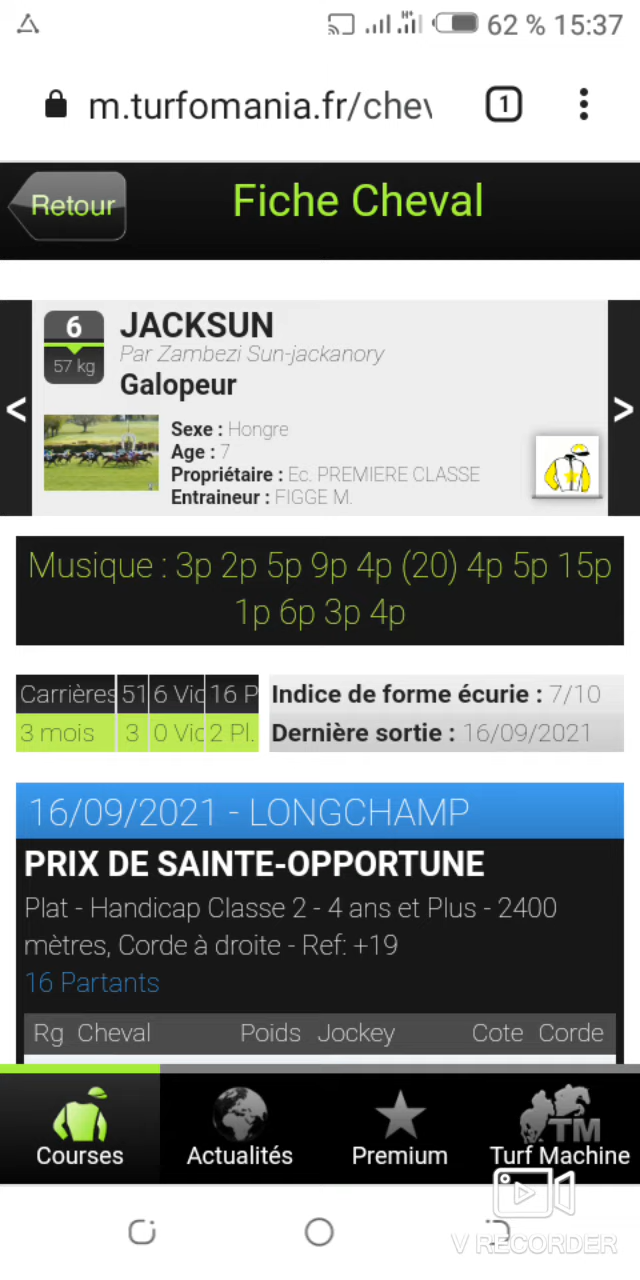 62 % 15:37
m.turfomania.fr/chev
1
Retour
Fiche Cheval
6
57 kg
JACKSUN
Par Zambezi Sun-jackanory
Galopeur
Sexe : Hongre
Age : 7
Propriétaire : Ec. PREMIERE CLASSE
Entraineur : FIGGE M.
<
>
Musique : 3p 2p 5p 9p 4p (20) 4p 5p 15p
1p 6p 3p 4p
Carrières 51 6 Vic 16 P
3 mois 3 0 Vic 2 Pl.
Indice de forme écurie : 7/10
Dernière sortie : 16/09/2021
16/09/2021 - LONGCHAMP
PRIX DE SAINTE-OPPORTUNE
Plat - Handicap Classe 2 - 4 ans et Plus - 2400
mètres, Corde à droite - Ref: +19
16 Partants
Rg Cheval Poids Jockey Cote Corde
Courses
Actualités
Premium
TM
Turf Machine
V RECORDER